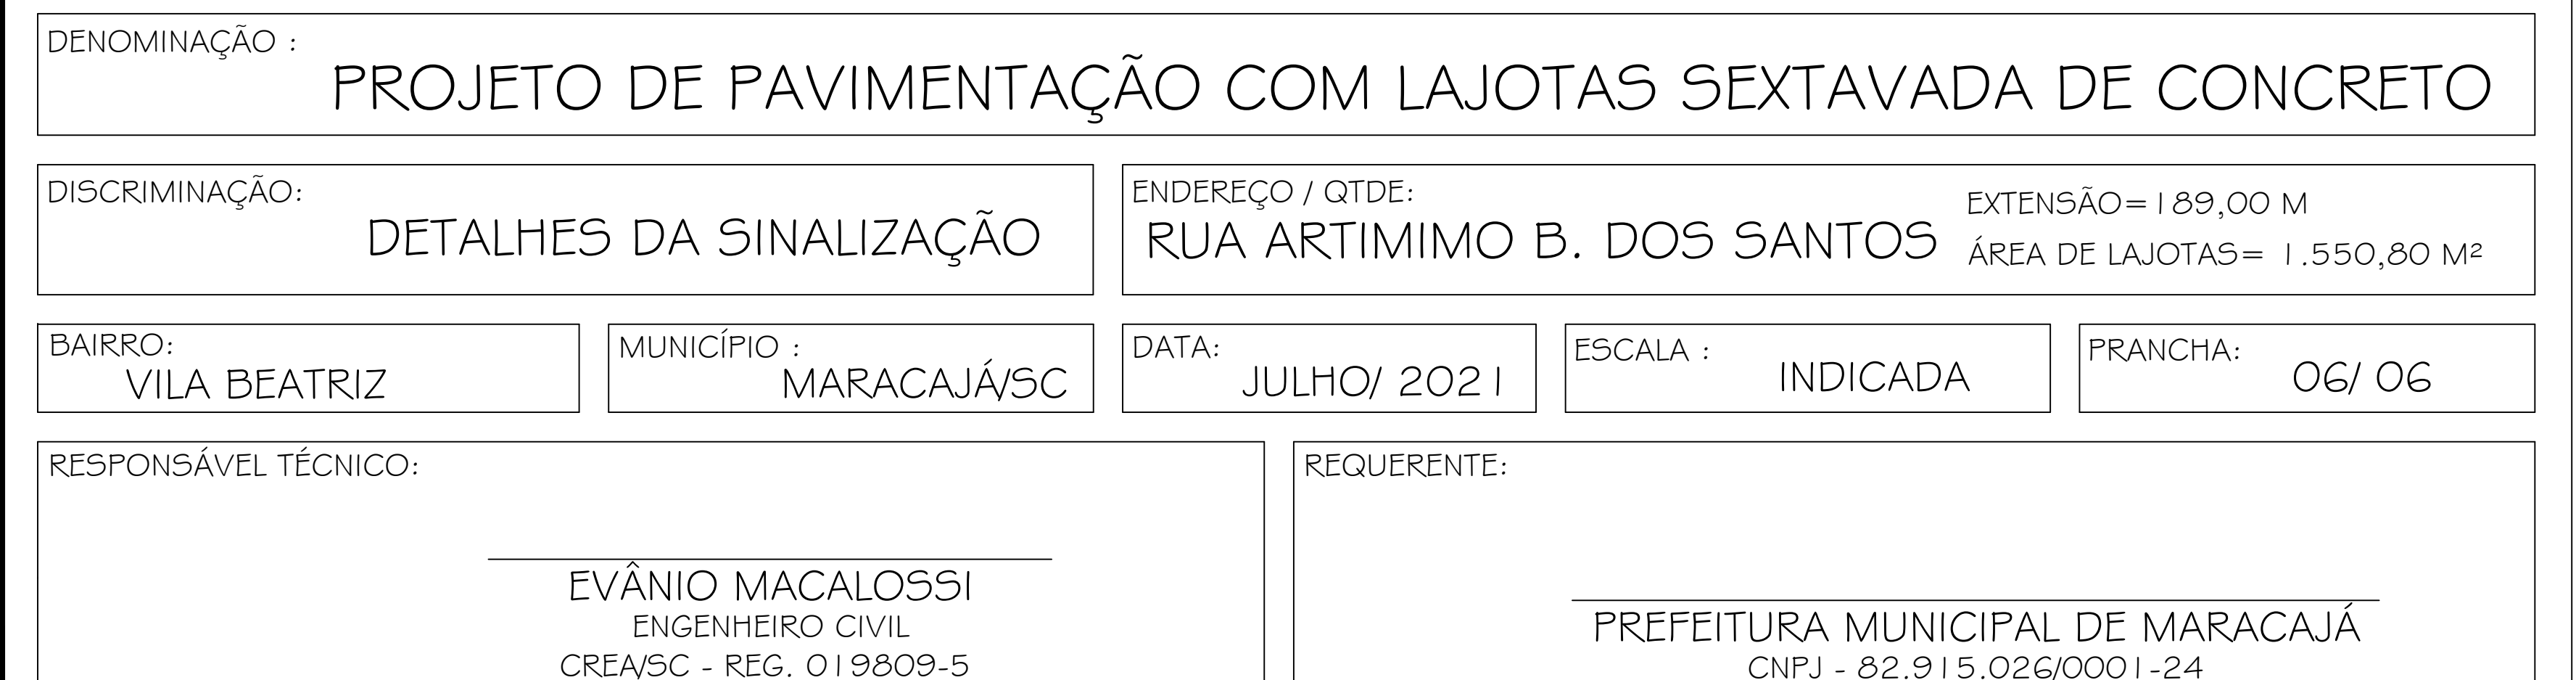 DENOMINAÇÃO :
PROJETO DE PAVIMENTAÇÃO COM LAJOTAS SEXTAVADA DE CONCRETO
DISCRIMINAÇÃO:
DETALHES DA SINALIZAÇÃO
ENDEREÇO / QTDE:
RUA ARTIMIMO B. DOS SANTOS
EXTENSÃO=189,00 M
ÁREA DE LAJOTAS= 1.550,80 M²
BAIRRO:
VILA BEATRIZ
MUNICÍPIO :
MARACAJÁ/SC
DATA:
JULHO/ 2021
ESCALA :
INDICADA
PRANCHA:
06/ 06
RESPONSÁVEL TÉCNICO:
EVÂNIO MACALOSSI
ENGENHEIRO CIVIL
CREA/SC - REG. 019809-5
REQUERENTE:
PREFEITURA MUNICIPAL DE MARACAJÁ
CNPJ - 82.915.026/0001-24